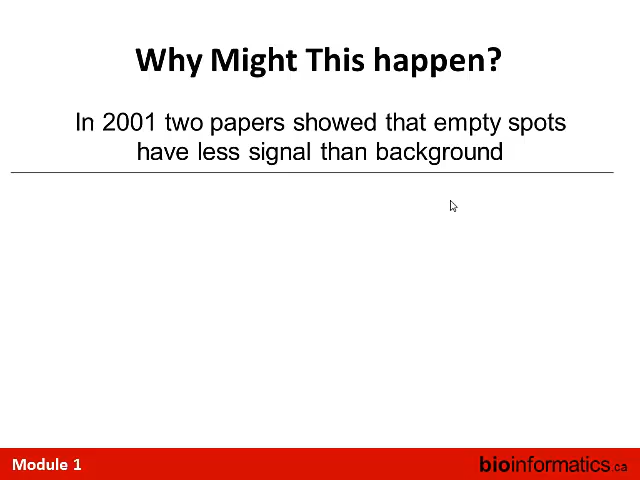 Why Might This happen?
In 2001 two papers showed that empty spots
have less signal than background
Module 1
bioinformatics.ca